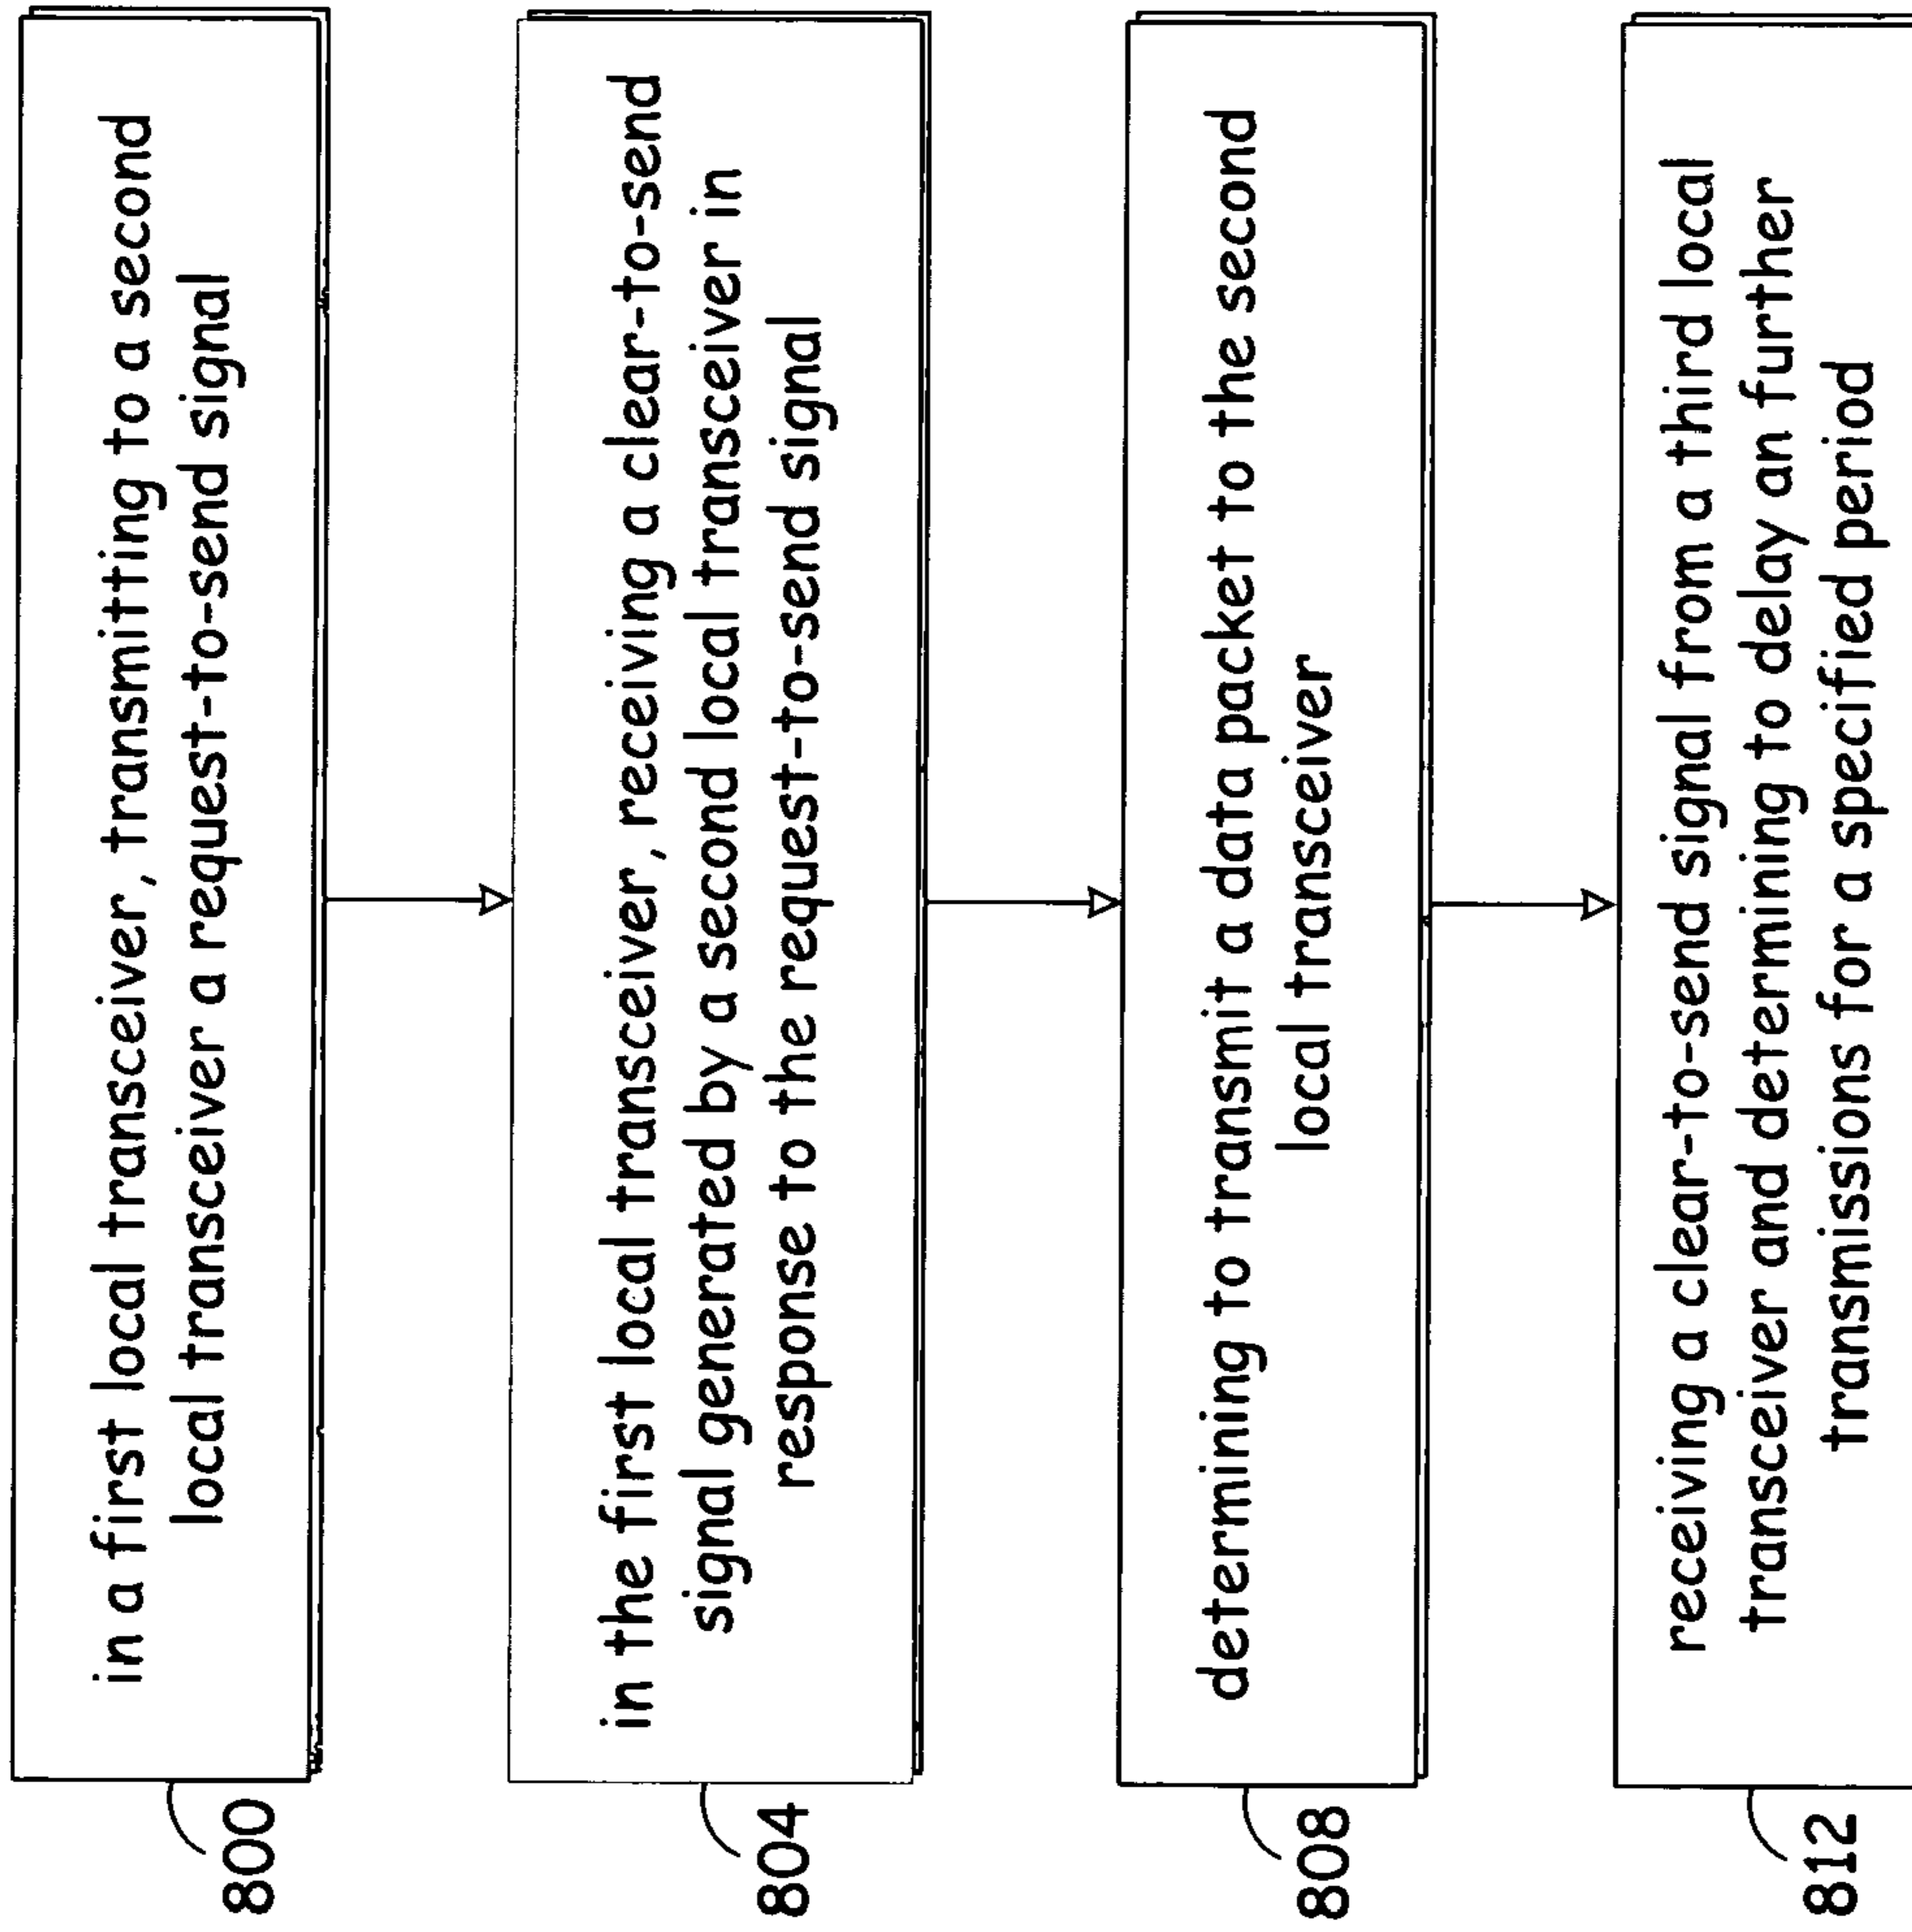 in a first local transceiver, transmitting to a second
local transceiver a request-to-send signal
800
in the first local transceiver, receiving a clear-to-send
signal generated by a second local transceiver in
response to the request-to-send signal
804
determining to transmit a data packet to the second
local transceiver
808
receiving a clear-to-send signal from a third local
transceiver and determining to delay an further
transmissions for a specified period
812